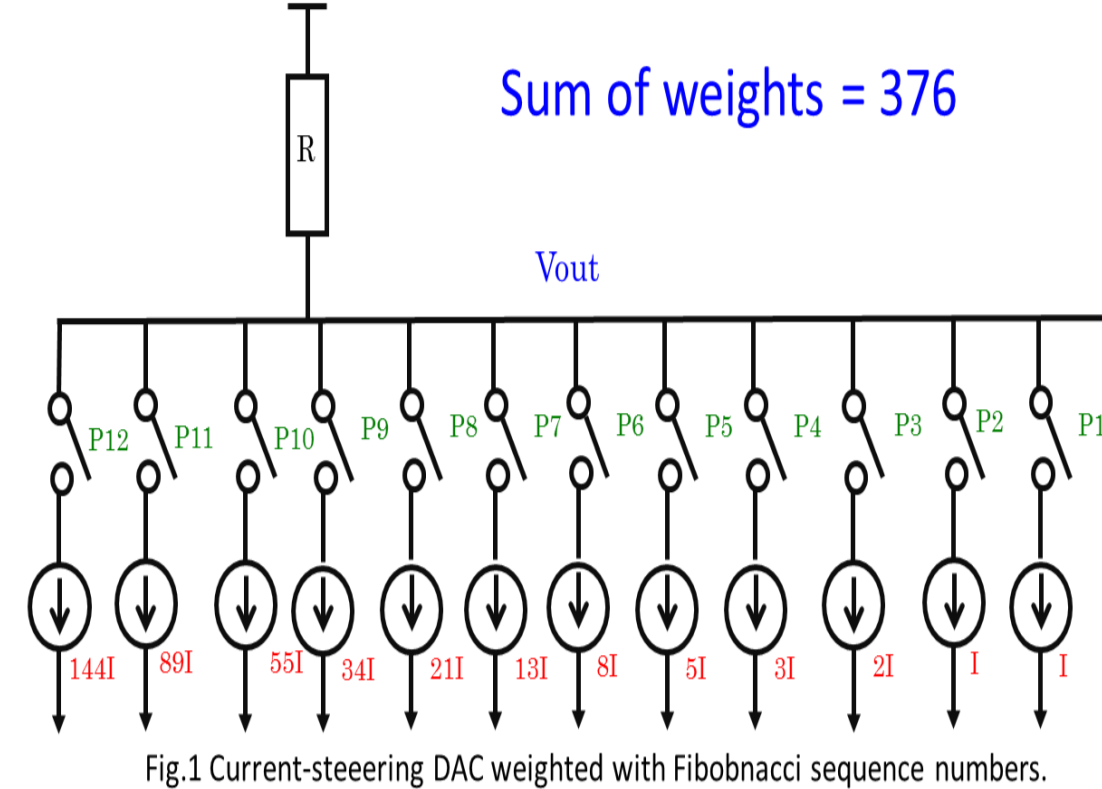 Sum of weights = 376
R
Vout
P12 P11 P10 P9 P8 P7 P6 P5 P4 P3 P2 P1
144I 89I 55I 34I 21I 13I 8I 5I 3I 2I I I
Fig.1 Current-steeering DAC weighted with Fibobnacci sequence numbers.